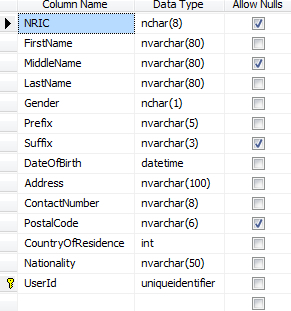 Column Name Data Type Allow Nulls
NRIC nchar(8)
FirstName nvarchar(80)
MiddleName nvarchar(80)
LastName nvarchar(80)
Gender nchar(1)
Prefix nvarchar(5)
Suffix nvarchar(3)
DateOfBirth datetime
Address nvarchar(100)
ContactNumber nvarchar(8)
PostalCode nvarchar(6)
CountryOfResidence int
Nationality nvarchar(50)
UserId uniqueidentifier